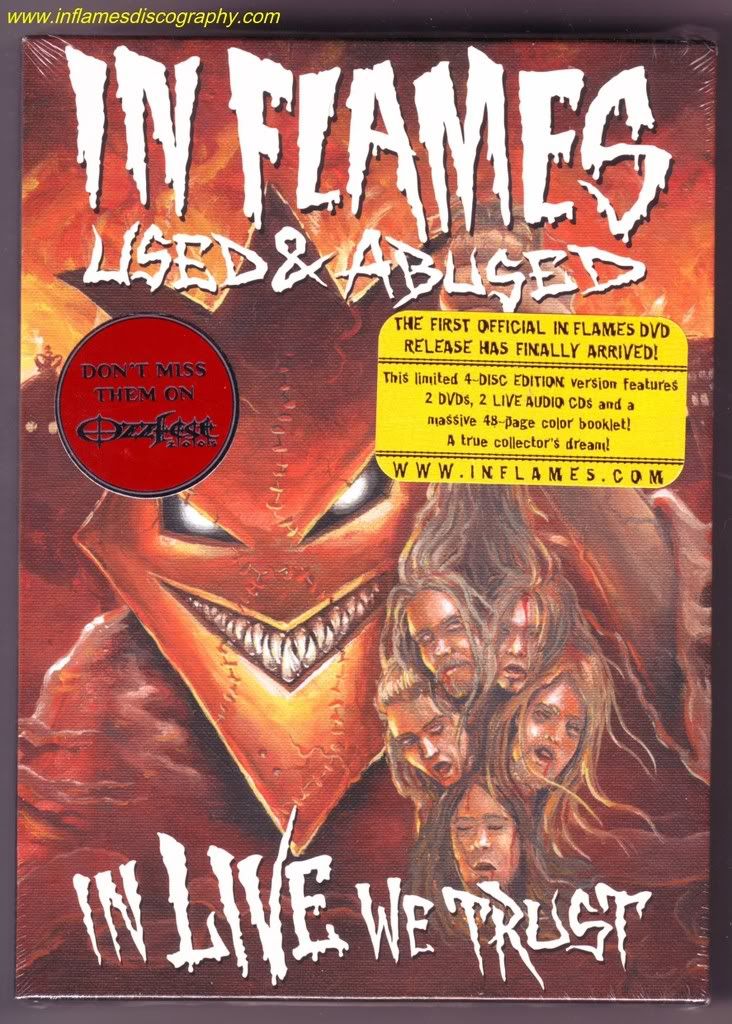 www.inflamesdiscography.com
IN FLAMES
USED & ABUSED
DON'T MISS
THEM ON
Ozzfest
2005
THE FIRST OFFICIAL IN FLAMES DVD
RELEASE HAS FINALLY ARRIVED!
This limited 4-DISC EDITION version features
2 DVDs, 2 LIVE AUDIO CDs and a
massive 48-page color booklet!
A true collector's dream!
WWW.INFLAMES.COM
IN LIVE WE TRUST